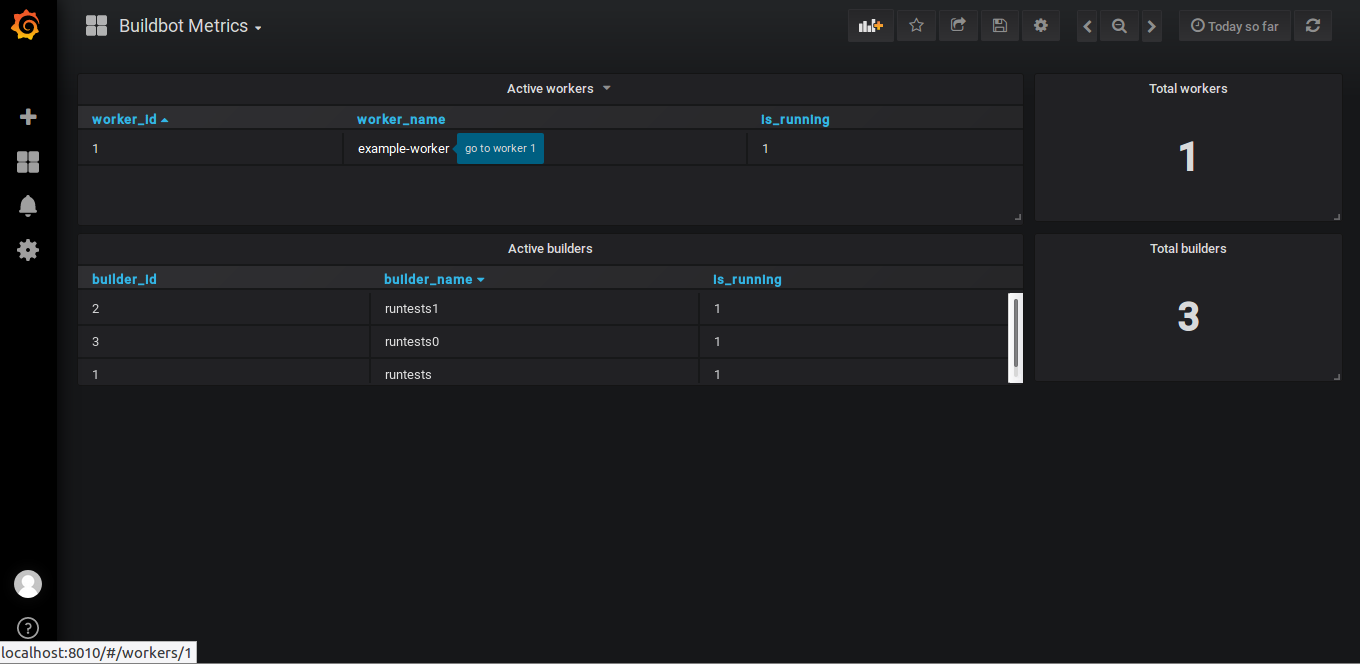 Buildbot Metrics
Today so far
Active workers
worker_id worker_name is_running
1 example-worker go to worker 1 1
Total workers
1
Active builders
builder_id builder_name is_running
2 runtests1 1
3 runtests0 1
1 runtests 1
Total builders
3
?
localhost:8010/#/workers/1